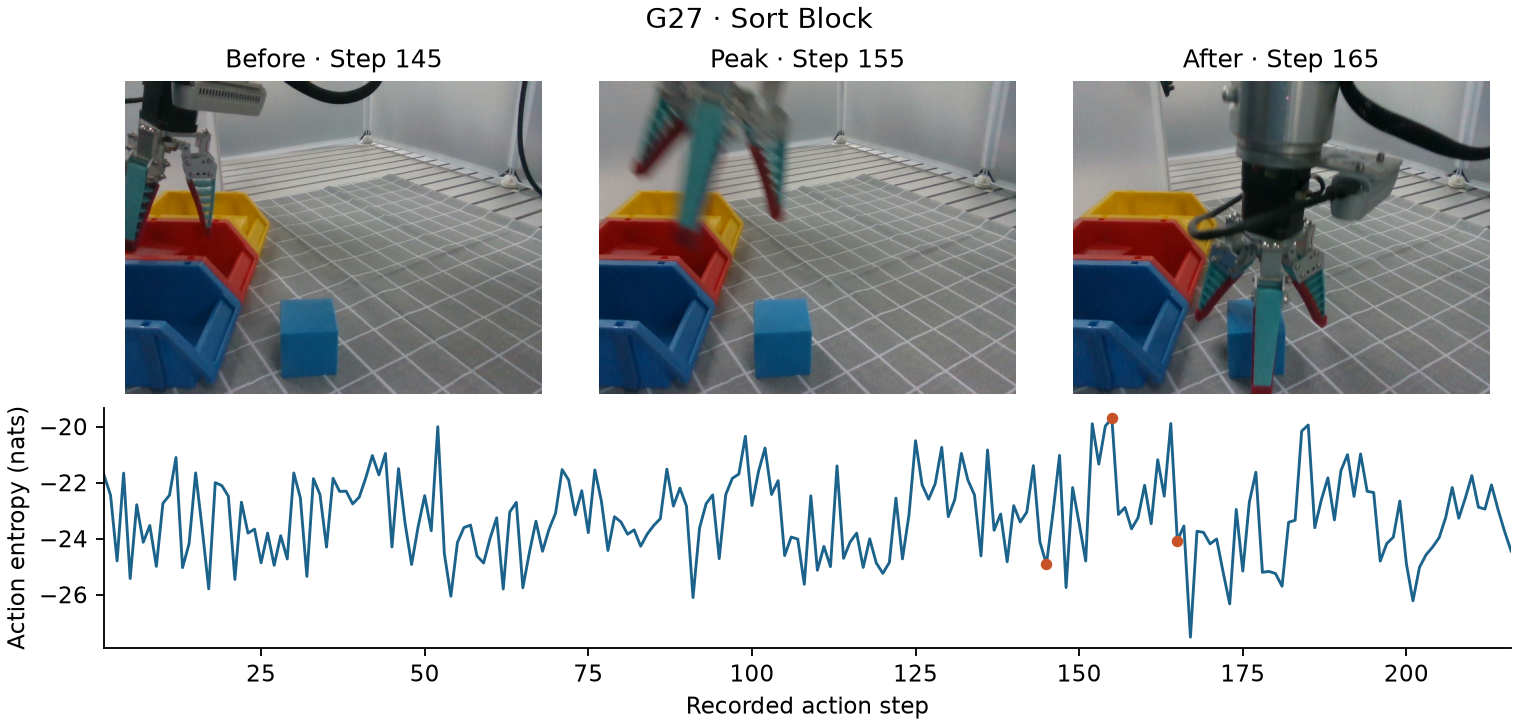 G27 · Sort Block
Before · Step 145
Peak · Step 155
After · Step 165
Action entropy (nats)
−20
−22
−24
−26
25
50
75
100
125
150
175
200
Recorded action step